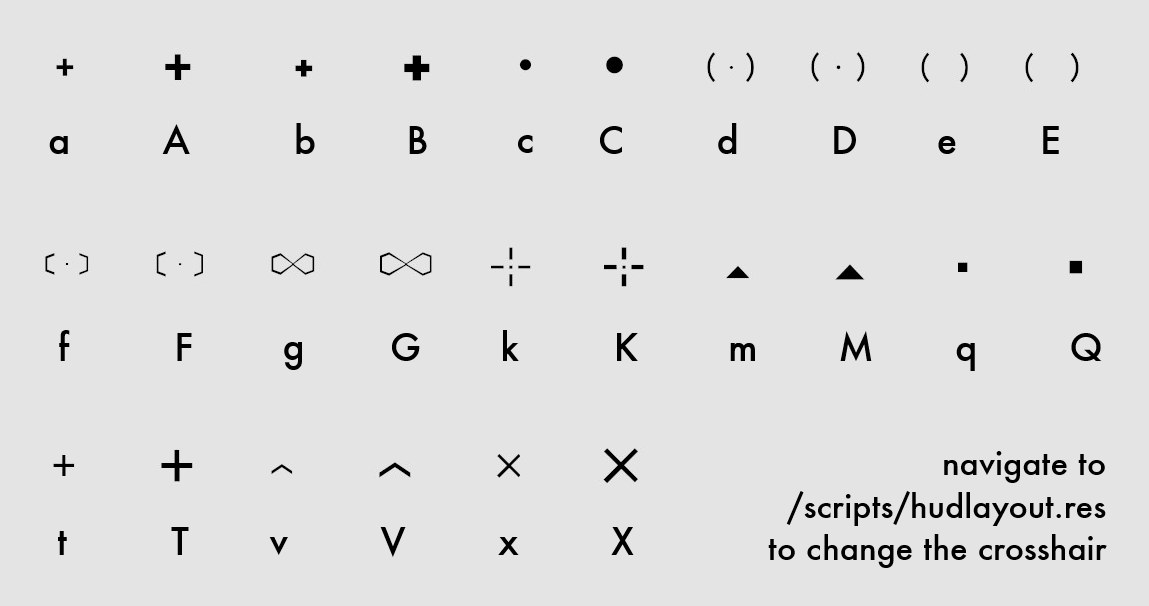 a A b B c C d D e E
f F g G k K m M q Q
t T v V x X
navigate to
/scripts/hudlayout.res
to change the crosshair